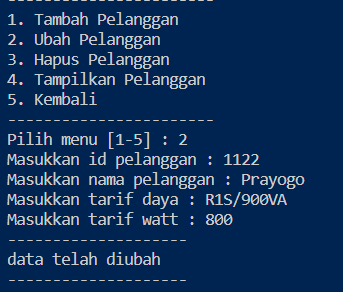 -----------------------
1. Tambah Pelanggan
2. Ubah Pelanggan
3. Hapus Pelanggan
4. Tampilkan Pelanggan
5. Kembali
-----------------------
Pilih menu [1-5] : 2
Masukkan id pelanggan : 1122
Masukkan nama pelanggan : Prayogo
Masukkan tarif daya : R1S/900VA
Masukkan tarif watt : 800
--------------------
data telah diubah
--------------------